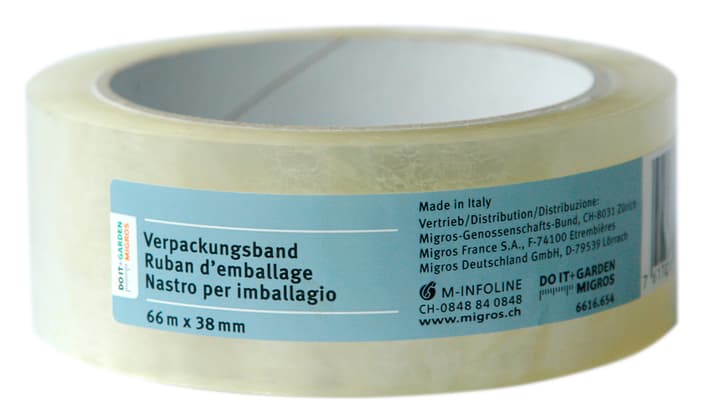 DO IT + GARDEN
MIGROS
Verpackungsband
Ruban d'emballage
Nastro per imballagio
66 m x 38 mm
Made in Italy
Vertrieb/Distribution/Distribuzione:
Migros-Genossenschafts-Bund, CH-8031 Zürich
Migros France S.A., F-74100 Etrembières
Migros Deutschland GmbH, D-79539 Lörrach
M-INFOLINE
CH-0848 84 0848
www.migros.ch
DO IT + GARDEN
MIGROS
6616.654